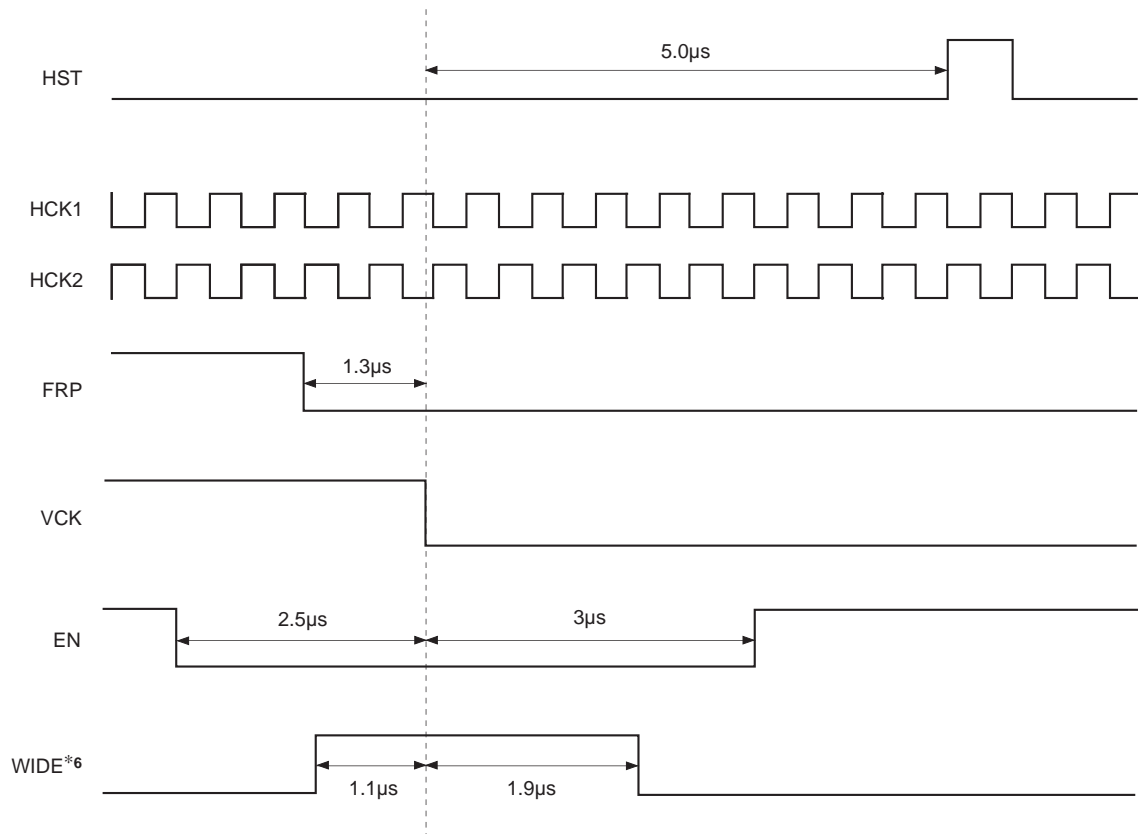 5.0µs
HST
HCK1
HCK2
1.3µs
FRP
VCK
2.5µs 3µs
EN
WIDE*6
1.1µs 1.9µs